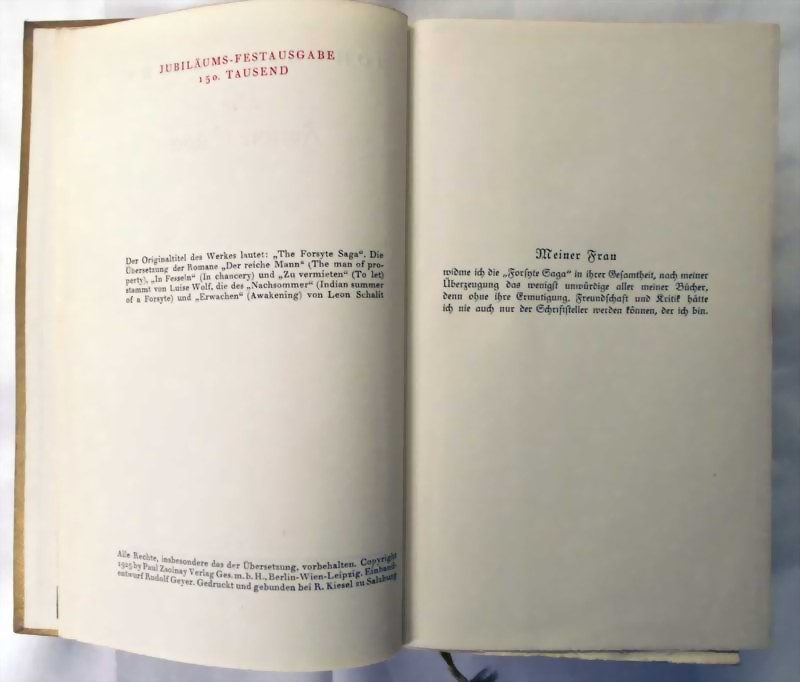 JUBILÄUMS-FESTAUSGABE
150. TAUSEND
Der Originaltitel des Werkes lautet: „The Forsyte Saga“. Die
Übersetzung der Romane „Der reiche Mann“ (The man of pro-
perty), „In Fesseln“ (In chancery) und „Zu vermieten“ (To let)
stammt von Luise Wolf, die des „Nachsommer“ (Indian summer
of a Forsyte) und „Erwachen“ (Awakening) von Leon Schalit
Alle Rechte, insbesondere das der Übersetzung, vorbehalten. Copyright
1925 by Paul Zsolnay Verlag Ges. m. b. H., Berlin-Wien-Leipzig. Einband-
entwurf Rudolf Geyer. Gedruckt und gebunden bei R. Kiesel zu Salzburg
Meiner Frau
widme ich die „Forsyte Saga“ in ihrer Gesamtheit, nach meiner
Überzeugung das wenigst unwürdige aller meiner Bücher,
denn ohne ihre Ermutigung, Freundschaft und Kritik hätte
ich nie auch nur der Schriftsteller werden können, der ich bin.